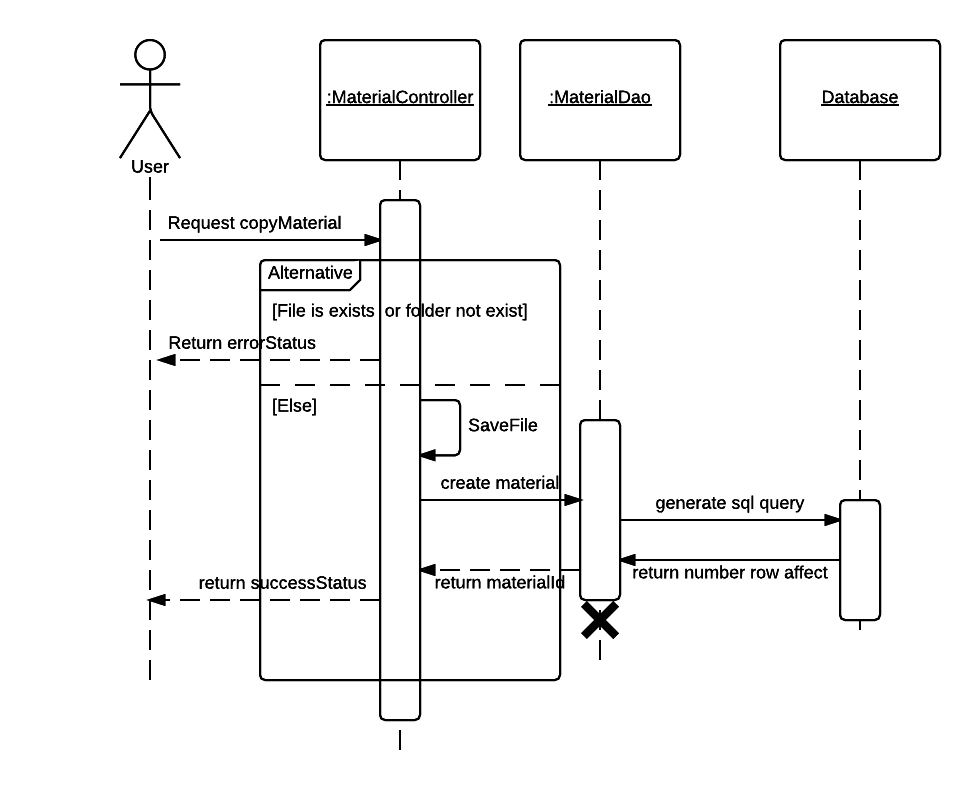 :MaterialController
:MaterialDao
Database
User
Request copyMaterial
Alternative
[File is exists  or folder not exist]
Return errorStatus
[Else]
SaveFile
create material
generate sql query
return number row affect
return materialId
return successStatus